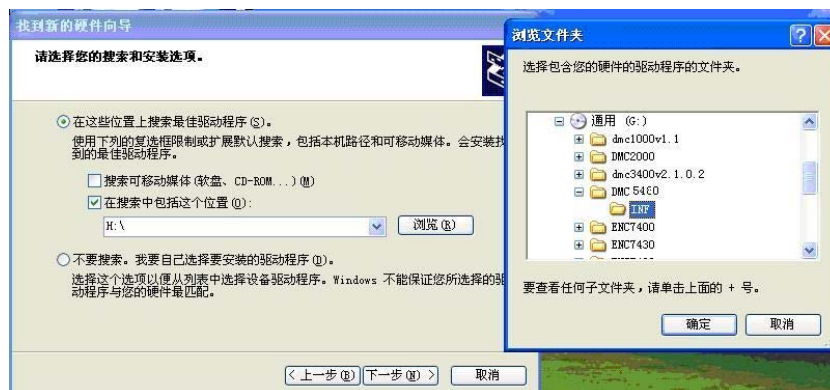 找到新的硬件向导
请选择您的搜索和安装选项。
在这些位置上搜索最佳驱动程序(S)。
使用下列的复选框限制或扩展默认搜索，包括本机路径和可移动媒体。会安装找
到的最佳驱动程序。
搜索可移动媒体(软盘、CD-ROM...)(M)
在搜索中包括这个位置(O):
H:\
浏览(R)
不要搜索。我要自己选择要安装的驱动程序(D)。
选择这个选项以便从列表中选择设备驱动程序。Windows 不能保证您所选择的驱
动程序与您的硬件最匹配。
< 上一步(B)
下一步(N) >
取消
浏览文件夹
选择包含您的硬件的驱动程序的文件夹。
通用 (G:)
dmc1000v1.1
DMC2000
dmc3400v2.1.0.2
DMC 5480
INF
ENC7400
ENC7430
要查看任何子文件夹，请单击上面的 + 号。
确定
取消